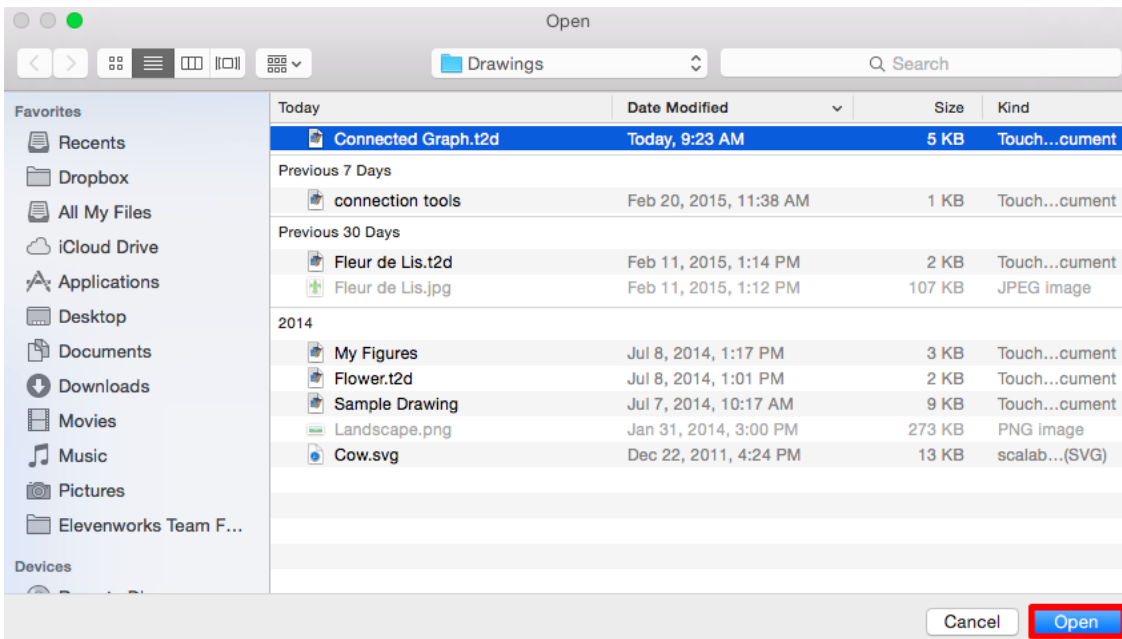 Open
Drawings
Search
Favorites
Recents
Dropbox
All My Files
iCloud Drive
Applications
Desktop
Documents
Downloads
Movies
Music
Pictures
Elevenworks Team F...
Devices
Today Date Modified Size Kind
Connected Graph.t2d Today, 9:23 AM 5 KB Touch...cument
Previous 7 Days
connection tools Feb 20, 2015, 11:38 AM 1 KB Touch...cument
Previous 30 Days
Fleur de Lis.t2d Feb 11, 2015, 1:14 PM 2 KB Touch...cument
Fleur de Lis.jpg Feb 11, 2015, 1:12 PM 107 KB JPEG image
2014
My Figures Jul 8, 2014, 1:17 PM 3 KB Touch...cument
Flower.t2d Jul 8, 2014, 1:01 PM 2 KB Touch...cument
Sample Drawing Jul 7, 2014, 10:17 AM 9 KB Touch...cument
Landscape.png Jan 31, 2014, 3:00 PM 273 KB PNG image
Cow.svg Dec 22, 2011, 4:24 PM 13 KB scalab...(SVG)
Cancel Open